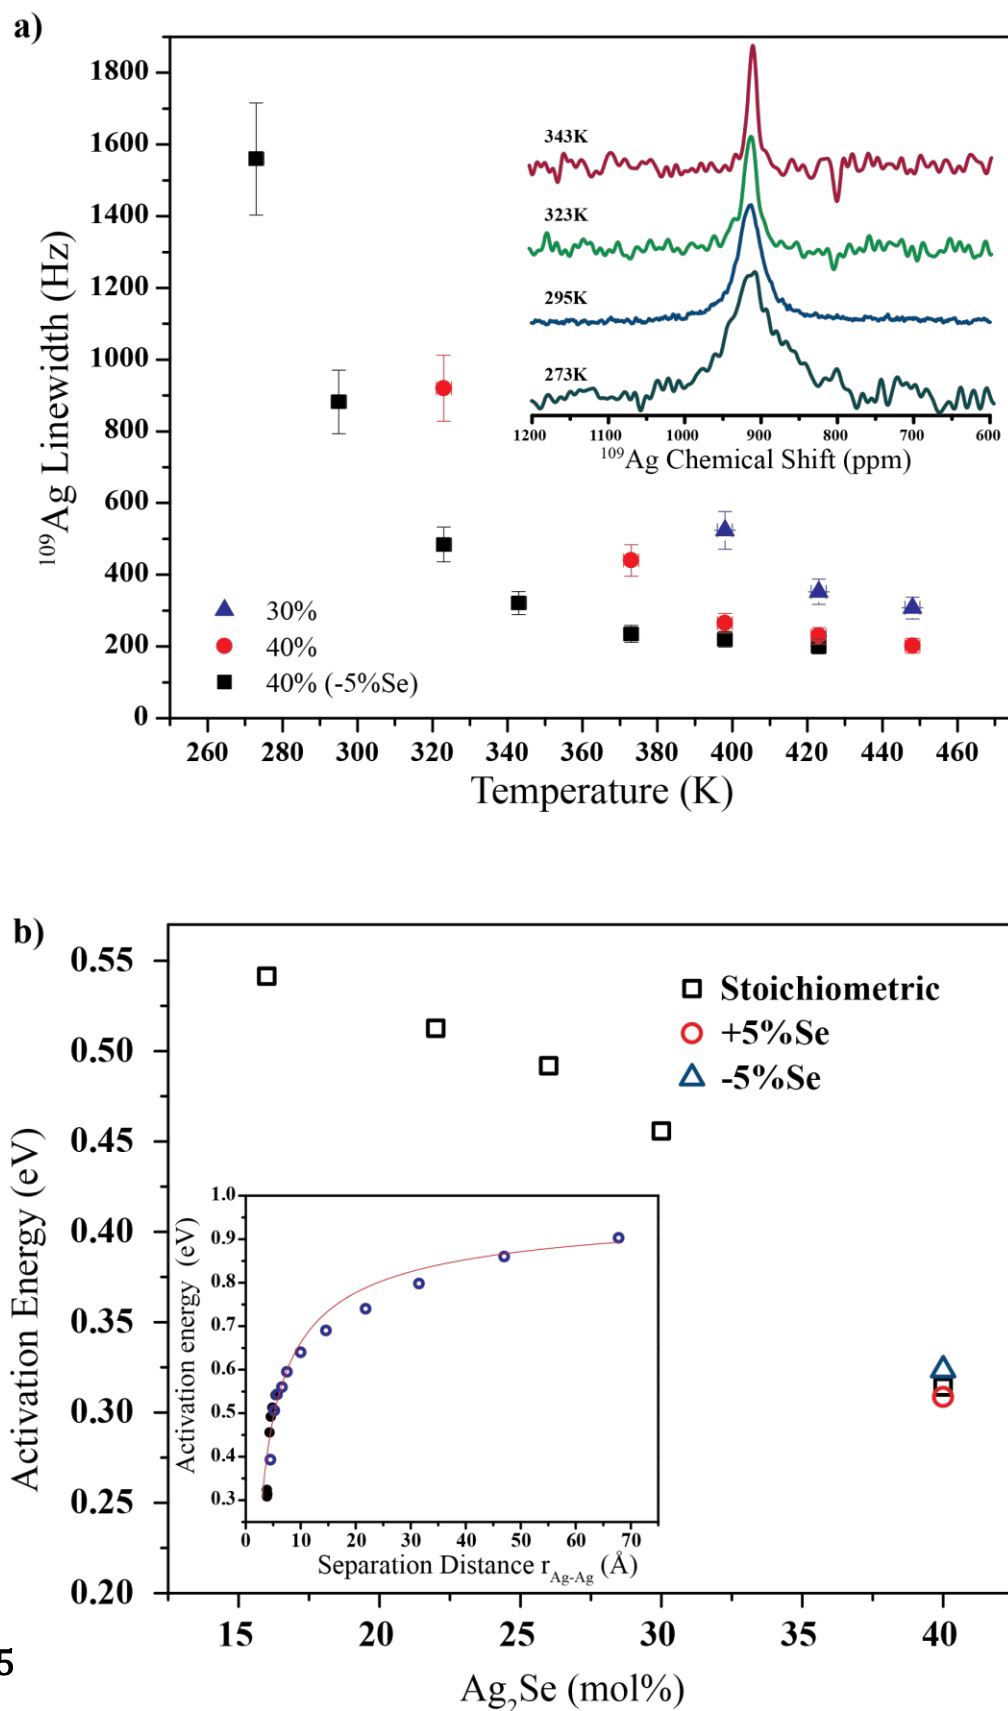 a)
1800
1600
1400
1200
1000
800
600
400
200
0
109Ag Linewidth (Hz)
343K
323K
295K
273K
1200 1100 1000 900 800 700 600
109Ag Chemical Shift (ppm)
30%
40%
40% (-5%Se)
260 280 300 320 340 360 380 400 420 440 460
Temperature (K)
b)
0.55
0.50
0.45
0.40
0.35
0.30
0.25
0.20
Activation Energy (eV)
Stoichiometric
+5%Se
-5%Se
1.0
0.9
0.8
0.7
0.6
0.5
0.4
0.3
Activation energy (eV)
0 10 20 30 40 50 60 70
Separation Distance rAg-Ag (Å)
15 20 25 30 35 40
Ag2Se (mol%)
5